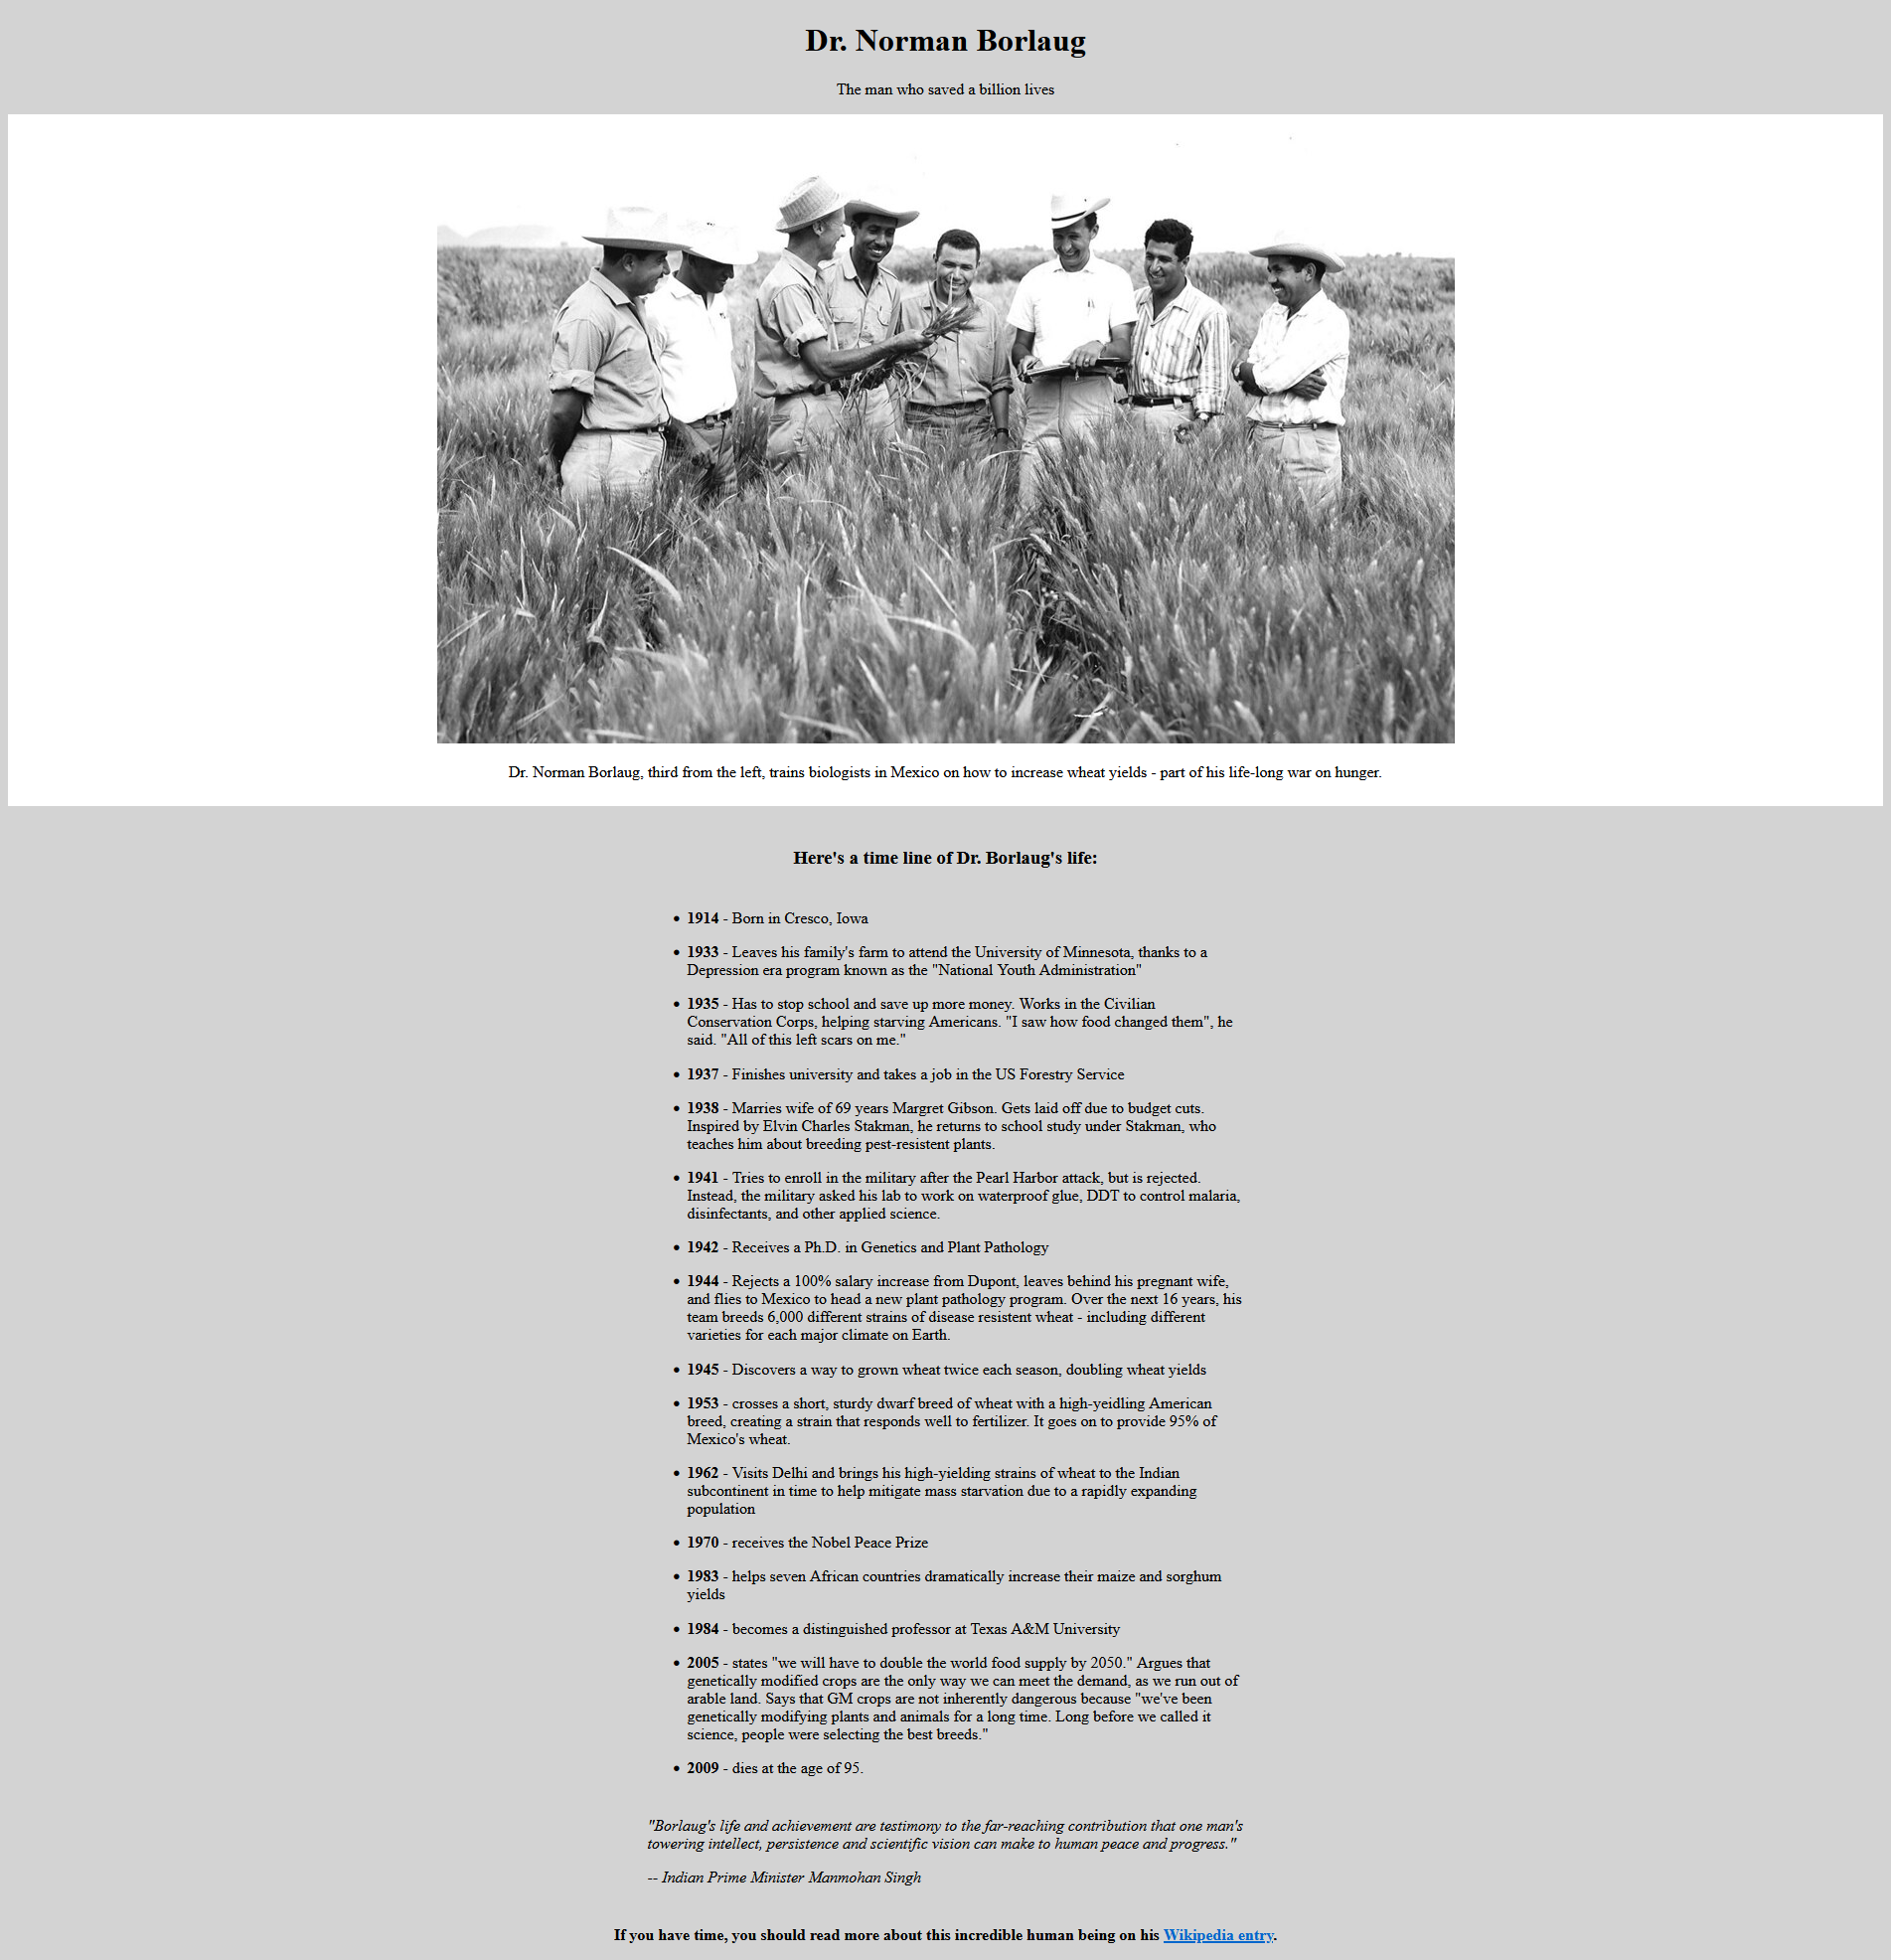 Dr. Norman Borlaug
The man who saved a billion lives
Dr. Norman Borlaug, third from the left, trains biologists in Mexico on how to increase wheat yields - part of his life-long war on hunger.
Here's a time line of Dr. Borlaug's life:
• 1914 - Born in Cresco, Iowa
• 1933 - Leaves his family's farm to attend the University of Minnesota, thanks to a
Depression era program known as the "National Youth Administration"
• 1935 - Has to stop school and save up more money. Works in the Civilian
Conservation Corps, helping starving Americans. "I saw how food changed them", he
said. "All of this left scars on me."
• 1937 - Finishes university and takes a job in the US Forestry Service
• 1938 - Marries wife of 69 years Margret Gibson. Gets laid off due to budget cuts.
Inspired by Elvin Charles Stakman, he returns to school study under Stakman, who
teaches him about breeding pest-resistent plants.
• 1941 - Tries to enroll in the military after the Pearl Harbor attack, but is rejected.
Instead, the military asked his lab to work on waterproof glue, DDT to control malaria,
disinfectants, and other applied science.
• 1942 - Receives a Ph.D. in Genetics and Plant Pathology
• 1944 - Rejects a 100% salary increase from Dupont, leaves behind his pregnant wife,
and flies to Mexico to head a new plant pathology program. Over the next 16 years, his
team breeds 6,000 different strains of disease resistent wheat - including different
varieties for each major climate on Earth.
• 1945 - Discovers a way to grown wheat twice each season, doubling wheat yields
• 1953 - crosses a short, sturdy dwarf breed of wheat with a high-yeidling American
breed, creating a strain that responds well to fertilizer. It goes on to provide 95% of
Mexico's wheat.
• 1962 - Visits Delhi and brings his high-yielding strains of wheat to the Indian
subcontinent in time to help mitigate mass starvation due to a rapidly expanding
population
• 1970 - receives the Nobel Peace Prize
• 1983 - helps seven African countries dramatically increase their maize and sorghum
yields
• 1984 - becomes a distinguished professor at Texas A&M University
• 2005 - states "we will have to double the world food supply by 2050." Argues that
genetically modified crops are the only way we can meet the demand, as we run out of
arable land. Says that GM crops are not inherently dangerous because "we've been
genetically modifying plants and animals for a long time. Long before we called it
science, people were selecting the best breeds."
• 2009 - dies at the age of 95.
"Borlaug's life and achievement are testimony to the far-reaching contribution that one man's
towering intellect, persistence and scientific vision can make to human peace and progress."
-- Indian Prime Minister Manmohan Singh
If you have time, you should read more about this incredible human being on his Wikipedia entry.